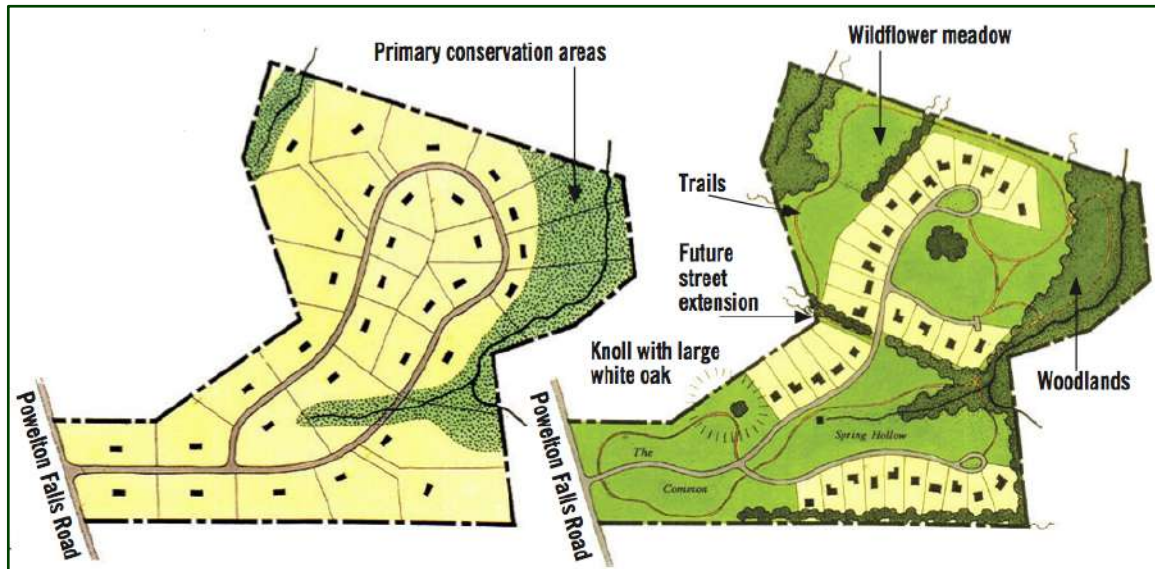 Primary conservation areas
Powelton Falls Road
Wildflower meadow
Trails
Future
street
extension
Knoll with large
white oak
Woodlands
Spring Hollow
The
Common
Powelton Falls Road